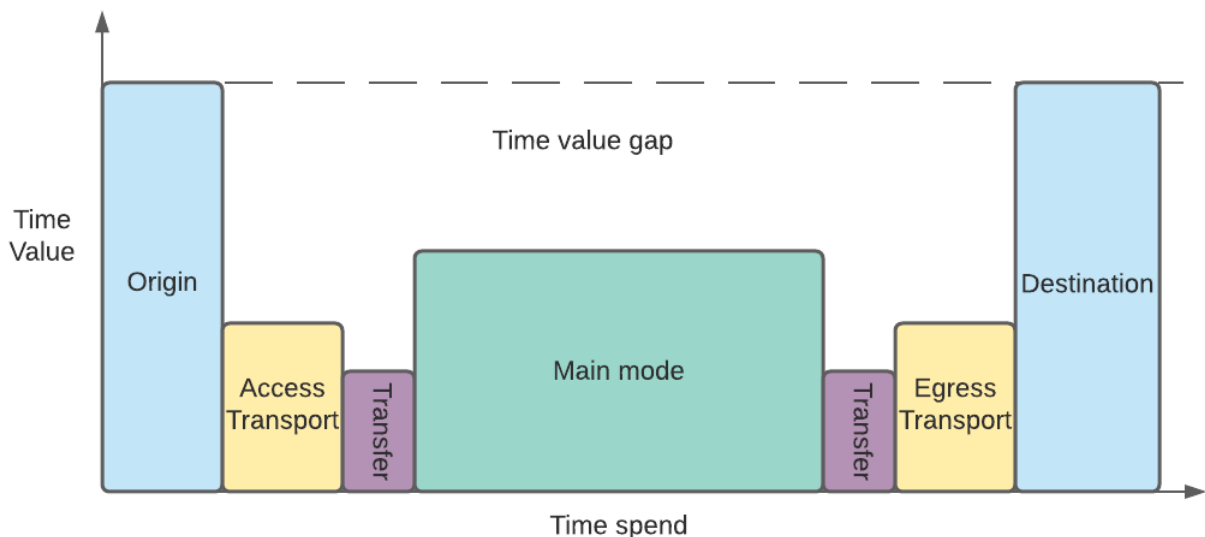 Time value gap
Time
Value
Origin
Destination
Access
Transport
Transfer
Main mode
Transfer
Egress
Transport
Time spend